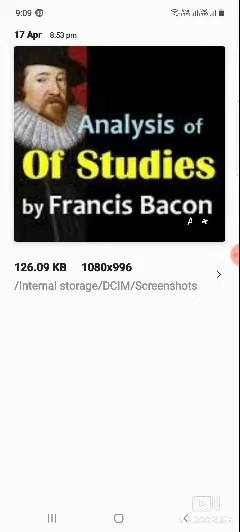 9:09
17 Apr 8:53 pm
Analysis of
Of Studies
by Francis Bacon
A
126.09 KB 1080x996
/Internal storage/DCIM/Screenshots